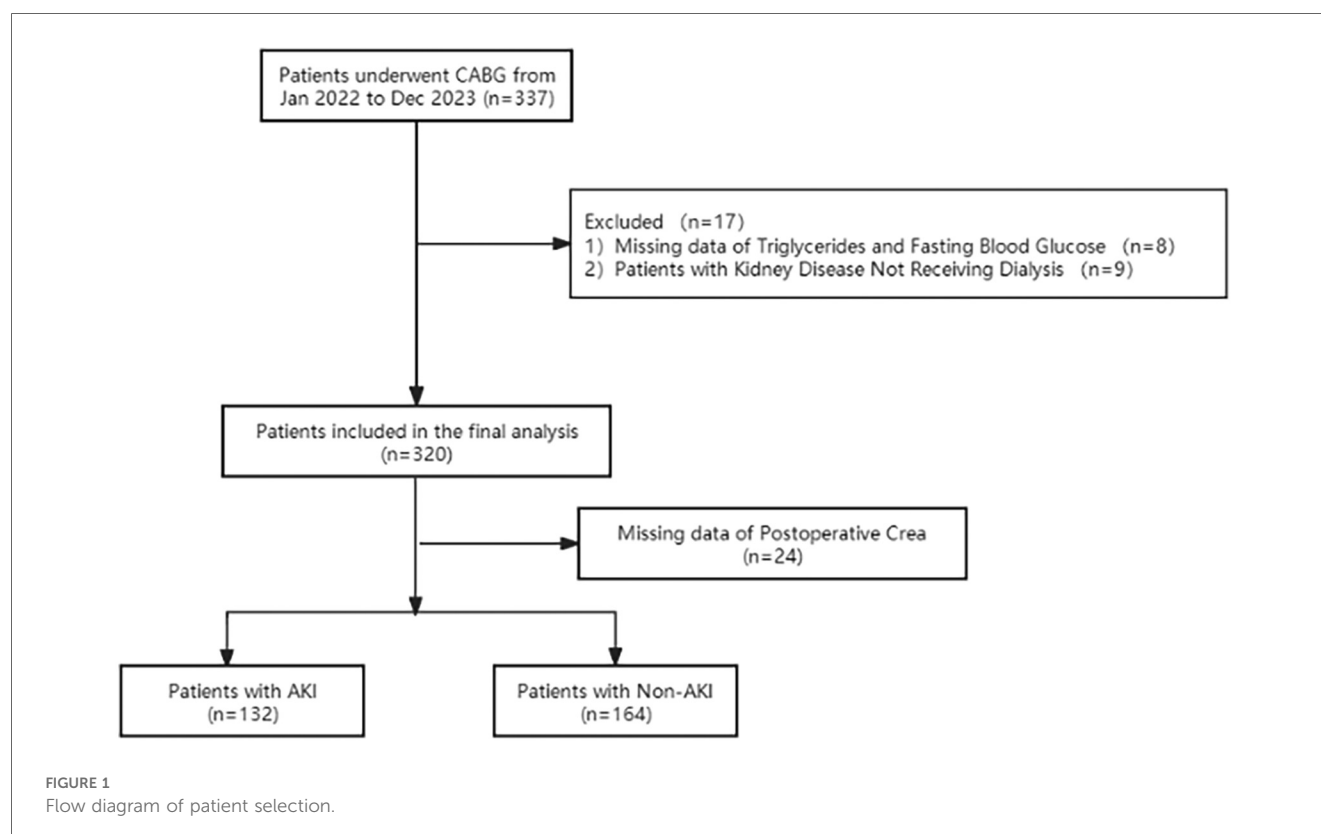 Patients underwent CABG from
Jan 2022 to Dec 2023 (n=337)
Excluded (n=17)
1) Missing data of Triglycerides and Fasting Blood Glucose (n=8)
2) Patients with Kidney Disease Not Receiving Dialysis (n=9)
Patients included in the final analysis
(n=320)
Missing data of Postoperative Crea
(n=24)
Patients with AKI
(n=132)
Patients with Non-AKI
(n=164)
FIGURE 1
Flow diagram of patient selection.